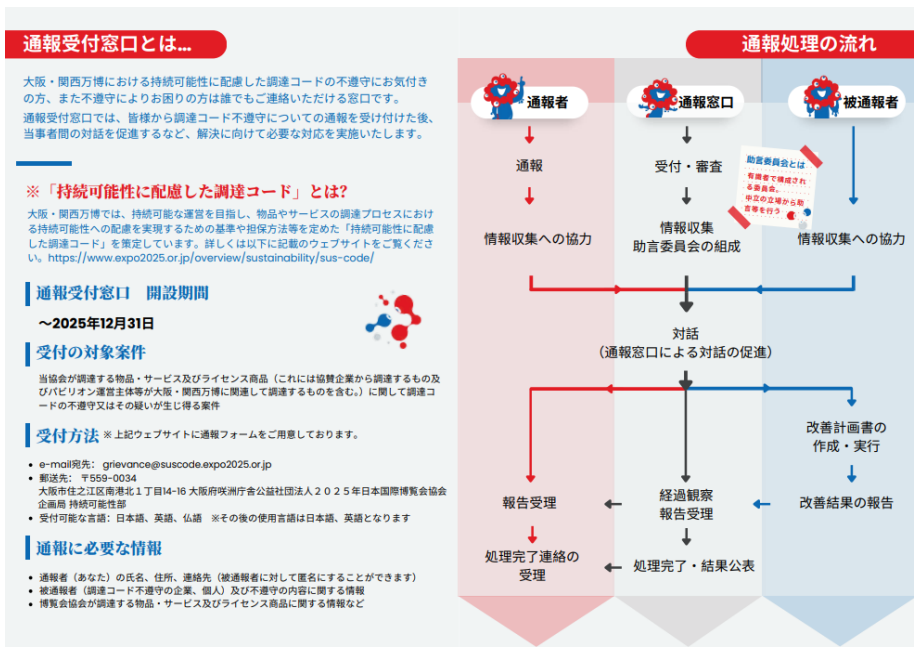 通報受付窓口とは…
大阪・関西万博における持続可能性に配慮した調達コードの不遵守にお気付き
の方、また不遵守によりお困りの方は誰でもご連絡いただける窓口です。
通報受付窓口では、皆様から調達コード不遵守についての通報を受け付けた後、
当事者間の対話を促進するなど、解決に向けて必要な対応を実施いたします。
※「持続可能性に配慮した調達コード」とは?
大阪・関西万博では、持続可能な運営を目指し、物品やサービスの調達プロセスにおけ
る持続可能性への配慮を実現するための基準や担保方法等を定めた「持続可能性に配慮
した調達コード」を策定しています。詳しくは以下に記載のウェブサイトをご覧くださ
い。https://www.expo2025.or.jp/overview/sustainability/sus-code/
通報受付窓口 開設期間
～2025年12月31日
受付の対象案件
当協会が調達する物品・サービス及びライセンス商品（これには協賛企業から調達するもの及
びパビリオン運営主体等が大阪・関西万博に関連して調達するものを含む。）に関して調達コ
ードの不遵守又はその疑いが生じ得る案件
受付方法 ※ 上記ウェブサイトに通報フォームをご用意しております。
• e-mail宛先： grievance@suscode.expo2025.or.jp
• 郵送先： 〒559-0034
大阪市住之江区南港北１丁目14-16 大阪府咲洲庁舎公益社団法人２０２５年日本国際博覧会協会
企画局 持続可能性部
• 受付可能な言語：日本語、英語、仏語 ※その後の使用言語は日本語、英語となります
通報に必要な情報
• 通報者（あなた）の氏名、住所、連絡先（被通報者に対して匿名にすることができます）
• 被通報者（調達コード不遵守の企業、個人）及び不遵守の内容に関する情報
• 博覧会協会が調達する物品・サービス及びライセンス商品に関する情報など
通報処理の流れ
通報者 通報窓口 被通報者
通報 受付・審査
助言委員会とは
有識者で構成され
る委員会。
中立の立場から助
言等を行う
情報収集への協力
情報収集
助言委員会の組成
情報収集への協力
対話
（通報窓口による対話の促進）
改善計画書の
作成・実行
報告受理
経過観察
報告受理
改善結果の報告
処理完了連絡の
受理
処理完了・結果公表